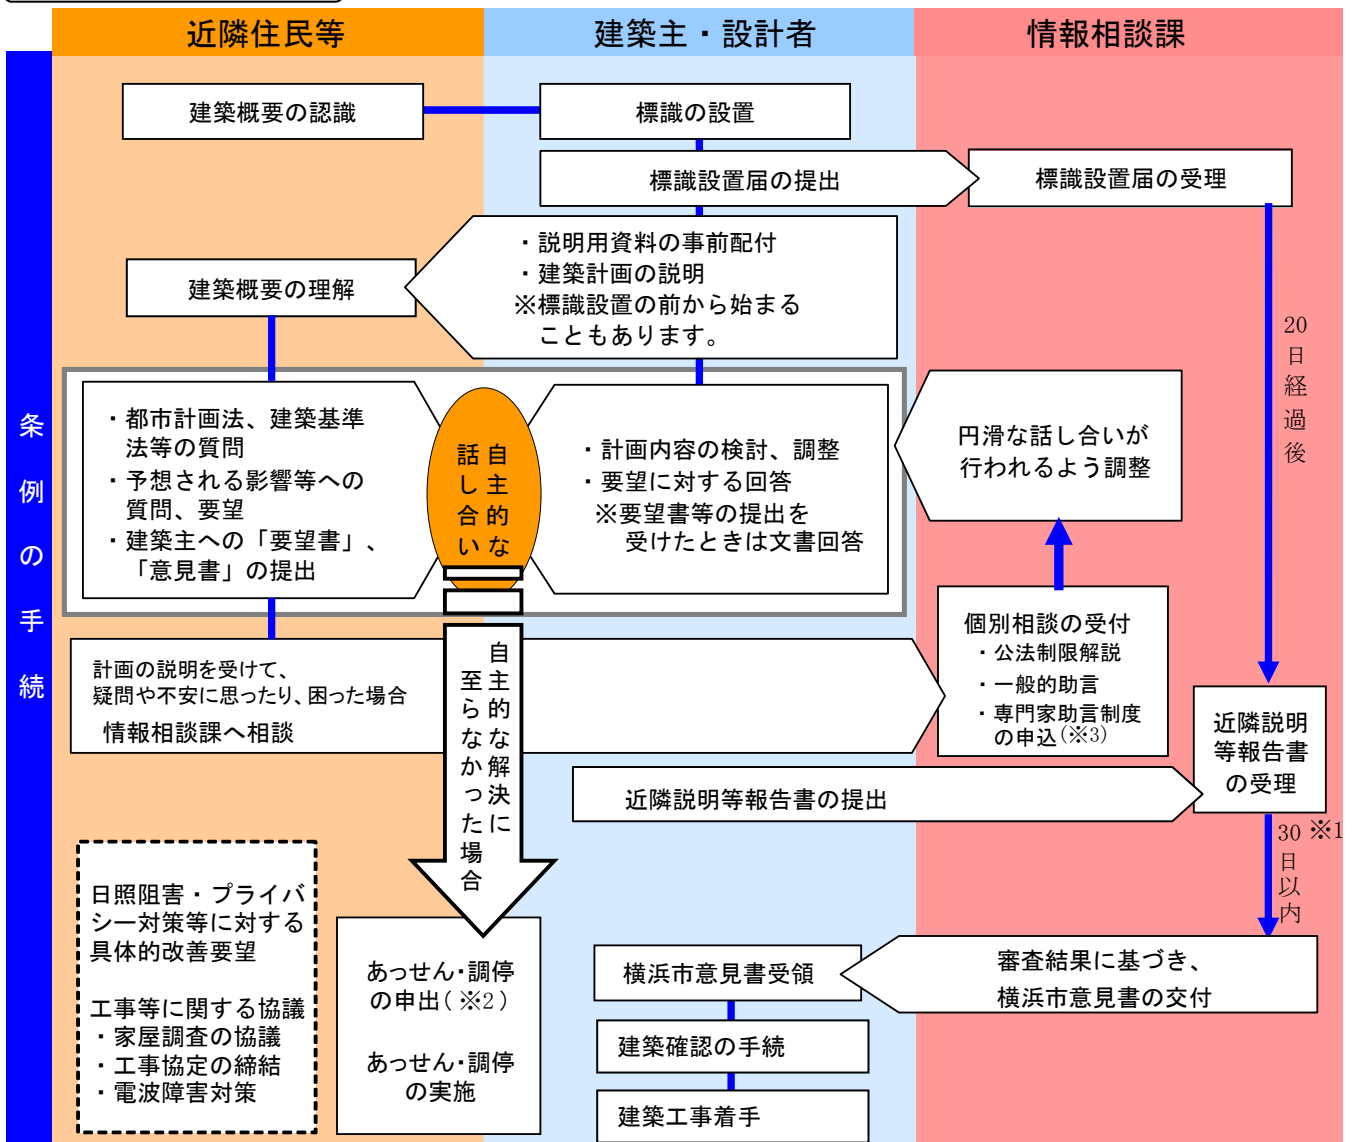 近隣住民等
建築主・設計者
情報相談課
条例の手続
建築概要の認識
標識の設置
標識設置届の提出
標識設置届の受理
・説明用資料の事前配付
・建築計画の説明
※標識設置の前から始まる
こともあります。
建築概要の理解
20日経過後
・都市計画法、建築基準
法等の質問
・予想される影響等への
質問、要望
・建築主への「要望書」、
「意見書」の提出
自主的な
話し合い
・計画内容の検討、調整
・要望に対する回答
※要望書等の提出を
受けたときは文書回答
円滑な話し合いが
行われるよう調整
個別相談の受付
・公法制限解説
・一般的助言
・専門家助言制度
の申込(※3)
計画の説明を受けて、
疑問や不安に思ったり、困った場合
情報相談課へ相談
自主的な解決に
至らなかった場合
近隣説明
等報告書
の受理
近隣説明等報告書の提出
30日以内
※1
日照阻害・プライバ
シー対策等に対する
具体的改善要望
工事等に関する協議
・家屋調査の協議
・工事協定の締結
・電波障害対策
あっせん・調停
の申出(※2)
あっせん・調停
の実施
横浜市意見書受領
審査結果に基づき、
横浜市意見書の交付
建築確認の手続
建築工事着手